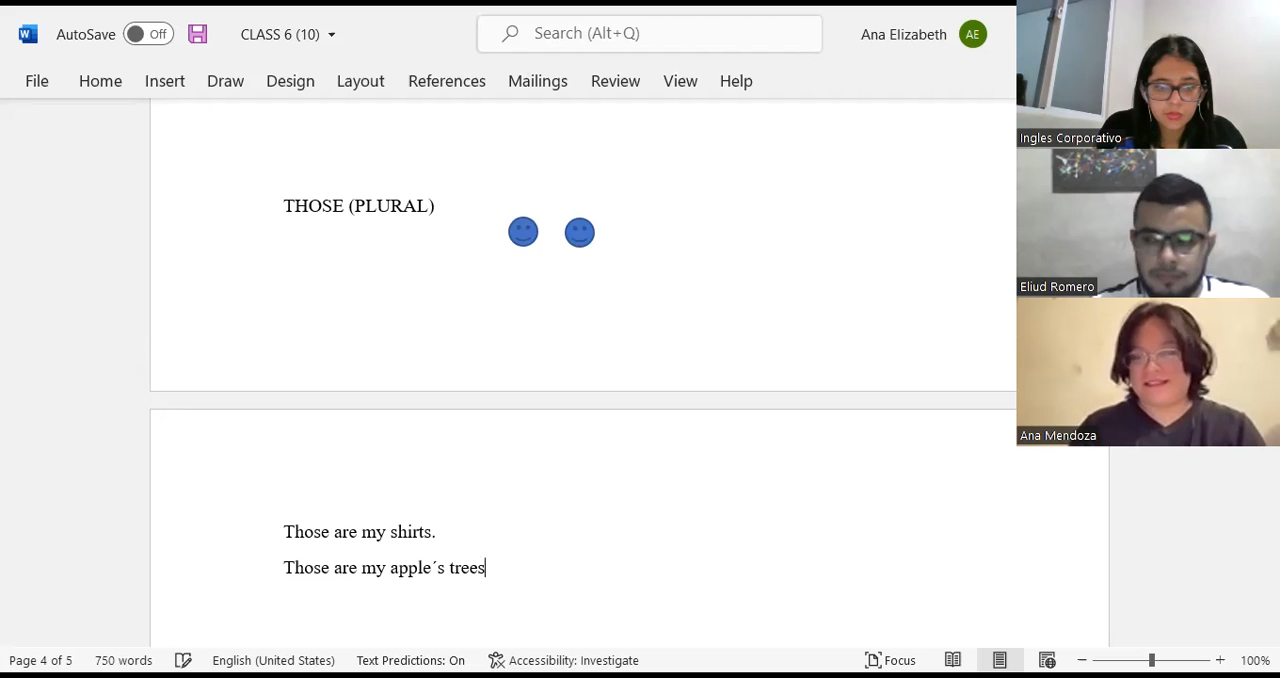 AutoSave Off CLASS 6 (10) Search (Alt+Q) Ana Elizabeth AE
File Home Insert Draw Design Layout References Mailings Review View Help
Ingles Corporativo
THOSE (PLURAL)
Eliud Romero
Ana Mendoza
Those are my shirts.
Those are my apple´s trees
Page 4 of 5 750 words English (United States) Text Predictions: On Accessibility: Investigate Focus 100%